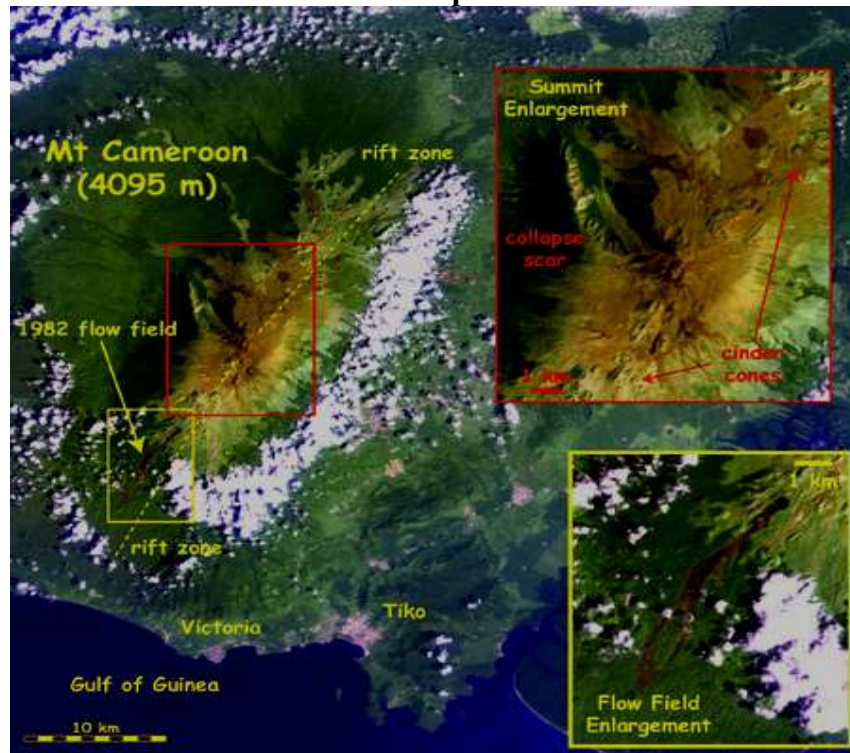 Mt Cameroon
(4095 m)
rift zone
1982 flow field
rift zone
Victoria
Tiko
Gulf of Guinea
10 km
Summit
Enlargement
collapse
scar
1 km
cinder
cones
1 km
Flow Field
Enlargement